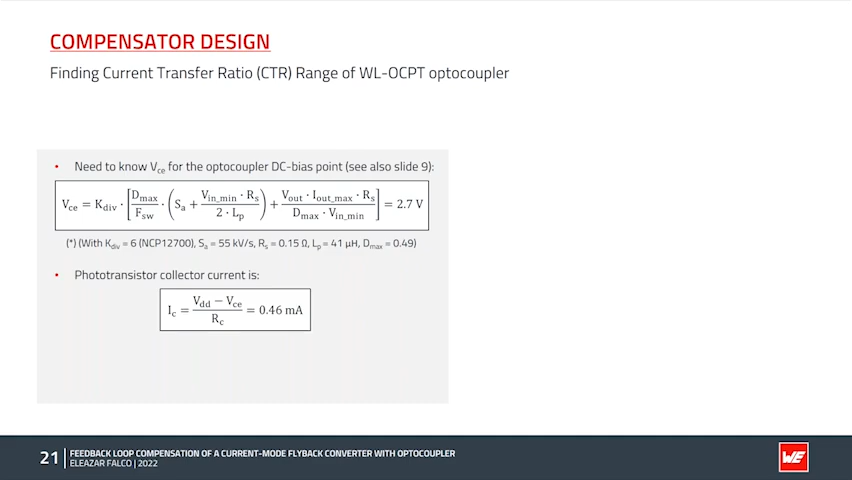 COMPENSATOR DESIGN
Finding Current Transfer Ratio (CTR) Range of WL-OCPT optocoupler
• Need to know Vce for the optocoupler DC-bias point (see also slide 9):
Vce = Kdiv · [Dmax/Fsw · (Sa + Vin_min · Rs / 2 · Lp) + Vout · Iout_max · Rs / Dmax · Vin_min] = 2.7 V
(*) (With Kdiv = 6 (NCP12700), Sa = 55 kV/s, Rs = 0.15 Ω, Lp = 41 µH, Dmax = 0.49)
• Phototransistor collector current is:
Ic = Vdd − Vce / Rc = 0.46 mA
21
FEEDBACK LOOP COMPENSATION OF A CURRENT-MODE FLYBACK CONVERTER WITH OPTOCOUPLER
ELEAZAR FALCO | 2022
WE